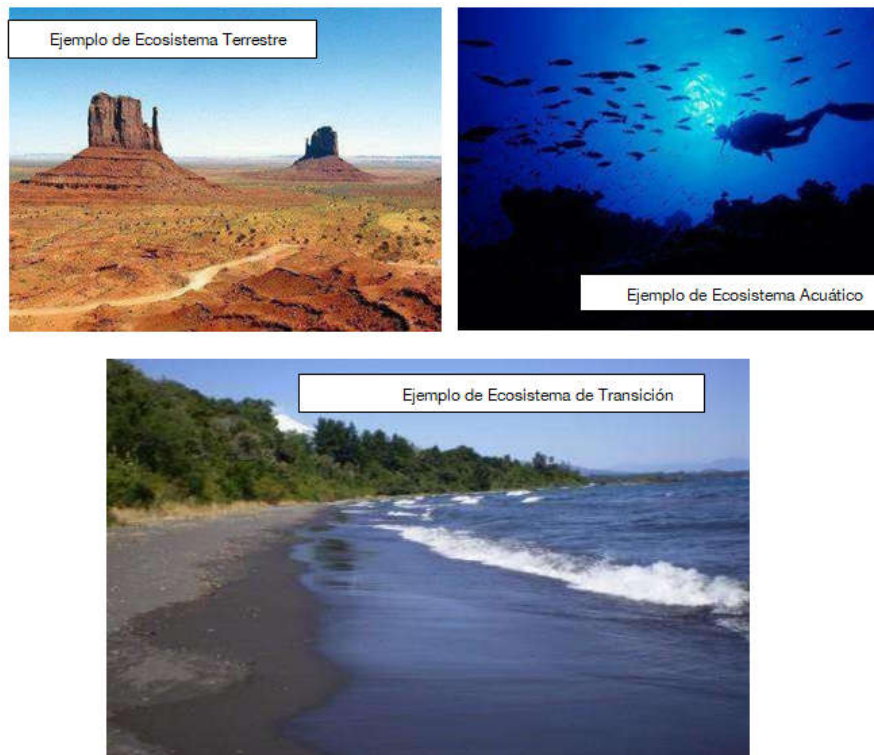 Ejemplo de Ecosistema Terrestre
Ejemplo de Ecosistema Acuático
Ejemplo de Ecosistema de Transición